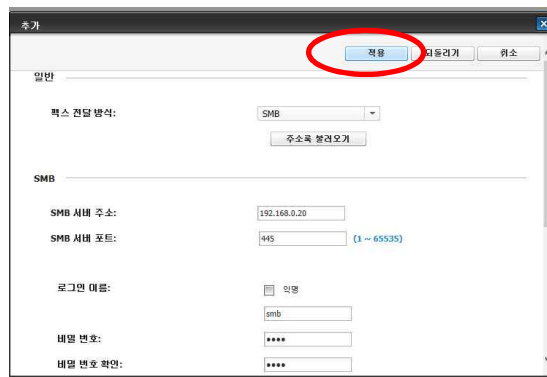 추가
적용 되돌리기 취소
일반
팩스 전달 방식: SMB
주소록 불러오기
SMB
SMB 서버 주소: 192.168.0.20
SMB 서버 포트: 445 (1 ~ 65535)
로그인 이름: 익명
smb
비밀 번호: ••••
비밀 번호 확인: ••••